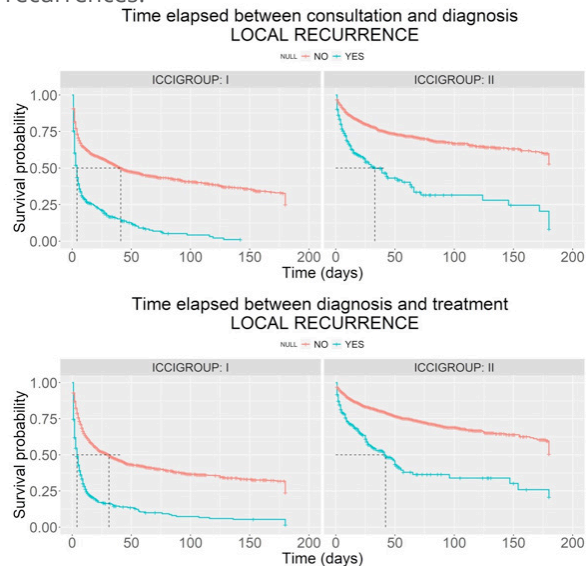 recurrences.
Time elapsed between consultation and diagnosis
LOCAL RECURRENCE
NULL NO YES
ICCIGROUP: I ICCIGROUP: II
Survival probability
1.00
0.75
0.50
0.25
0.00
0 50 100 150 200 0 50 100 150 200
Time (days)
Time elapsed between diagnosis and treatment
LOCAL RECURRENCE
NULL NO YES
ICCIGROUP: I ICCIGROUP: II
Survival probability
1.00
0.75
0.50
0.25
0.00
0 50 100 150 200 0 50 100 150 200
Time (days)